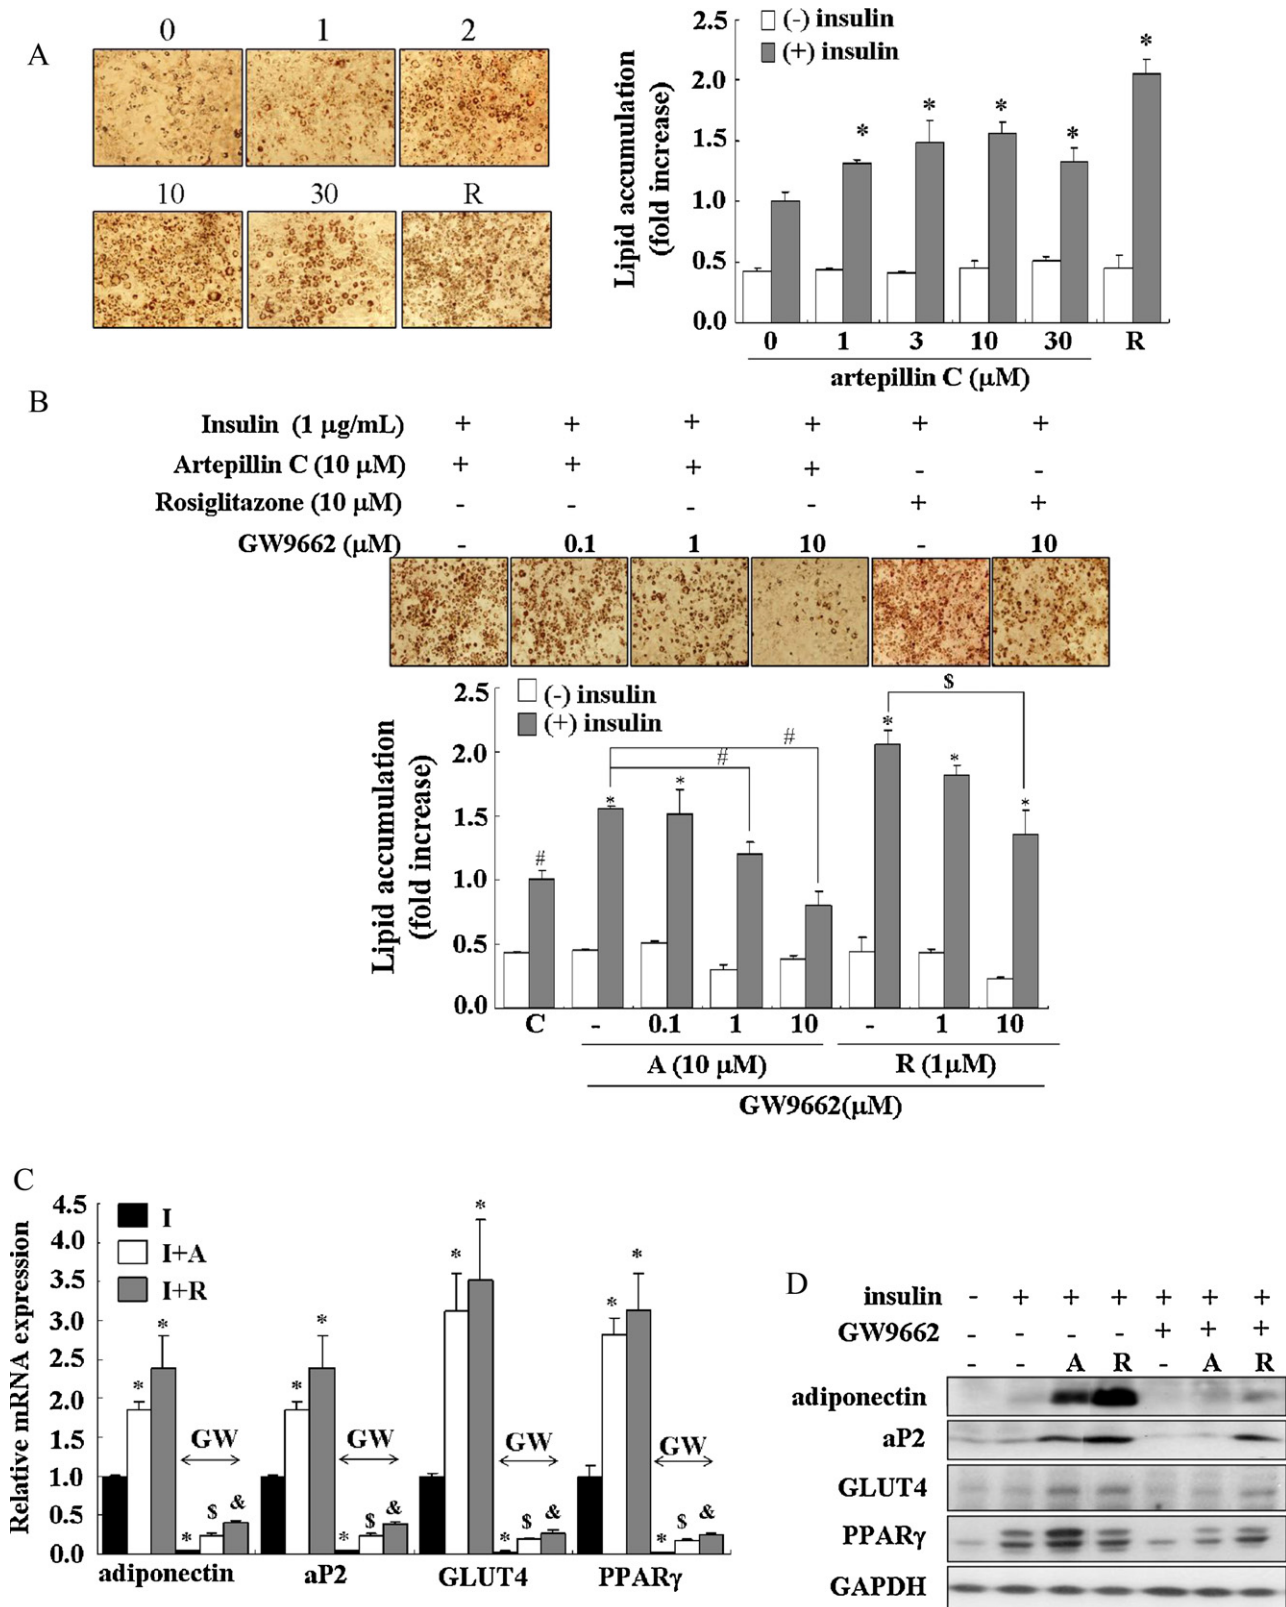 A
0 1 2
10 30 R
2.5
2.0
1.5
1.0
0.5
0.0
Lipid accumulation
(fold increase)
(-) insulin
(+) insulin
* * * * *
0 1 3 10 30 R
artepillin C (μM)
B
Insulin (1 μg/mL) + + + + + +
Artepillin C (10 μM) + + + + - -
Rosiglitazone (10 μM) - - - - + +
GW9662 (μM) - 0.1 1 10 - 10
2.5
2.0
1.5
1.0
0.5
0.0
Lipid accumulation
(fold increase)
(-) insulin
(+) insulin
# * * # # * * * $
C - 0.1 1 10 - 1 10
A (10 μM) R (1μM)
GW9662(μM)
C
4.5
4.0
3.5
3.0
2.5
2.0
1.5
1.0
0.5
0.0
Relative mRNA expression
I
I+A
I+R
* * * * * * * *
GW GW GW GW
* $ & * $ & * $ & * $ &
adiponectin aP2 GLUT4 PPARγ
D
insulin - + + + + + +
GW9662 - - - - + + +
- - A R - A R
adiponectin
aP2
GLUT4
PPARγ
GAPDH